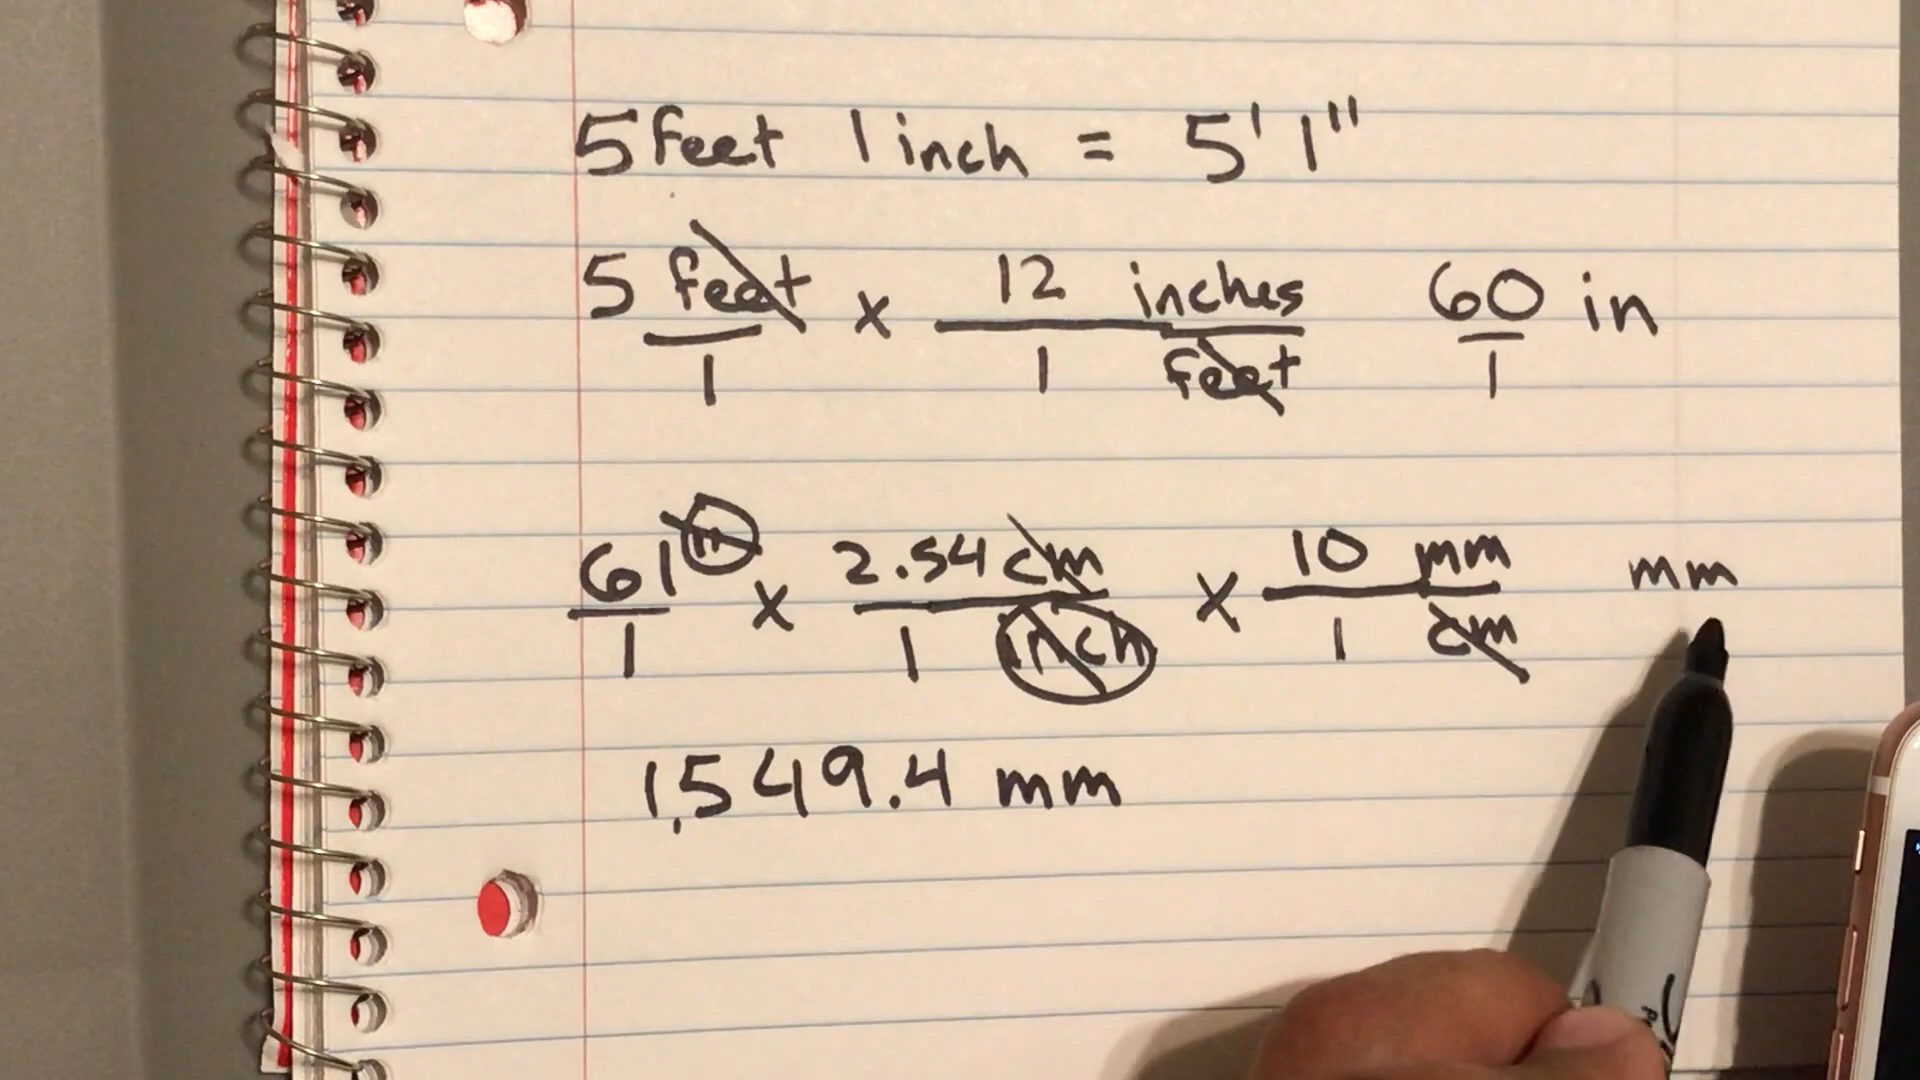 5 feet 1 inch = 5' 1"
5 feet x 12 inches 60 in
1 1 feet 1
61 in x 2.54 cm x 10 mm mm
1 1 inch 1 cm
1,549.4 mm